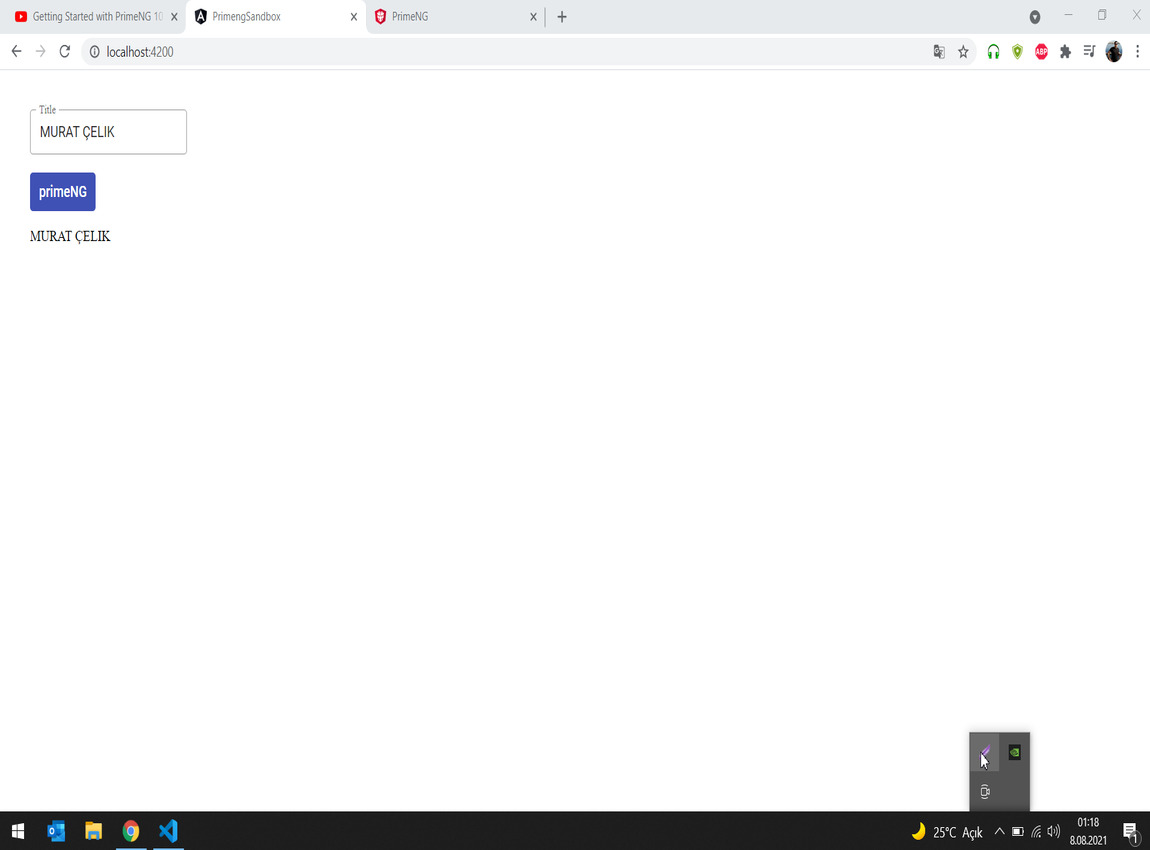 Getting Started with PrimeNG 10
PrimengSandbox
PrimeNG
localhost:4200
ABP
Title
MURAT ÇELIK
primeNG
MURAT ÇELIK
25°C Açık
01:18
8.08.2021
1